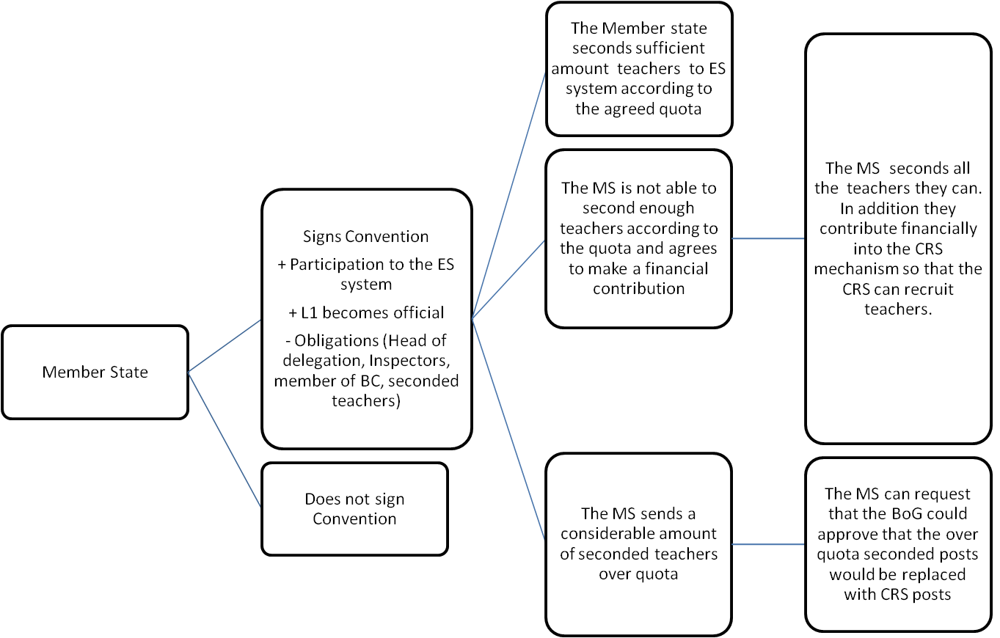 Member State
Signs Convention
+ Participation to the ES
system
+ L1 becomes official
- Obligations (Head of
delegation, Inspectors,
member of BC, seconded
teachers)
Does not sign
Convention
The Member state
seconds sufficient
amount teachers to ES
system according to
the agreed quota
The MS is not able to
second enough
teachers according to
the quota and agrees
to make a financial
contribution
The MS seconds all
the teachers they can.
In addition they
contribute financially
into the CRS
mechanism so that the
CRS can recruit
teachers.
The MS sends a
considerable amount
of seconded teachers
over quota
The MS can request
that the BoG could
approve that the over
quota seconded posts
would be replaced
with CRS posts